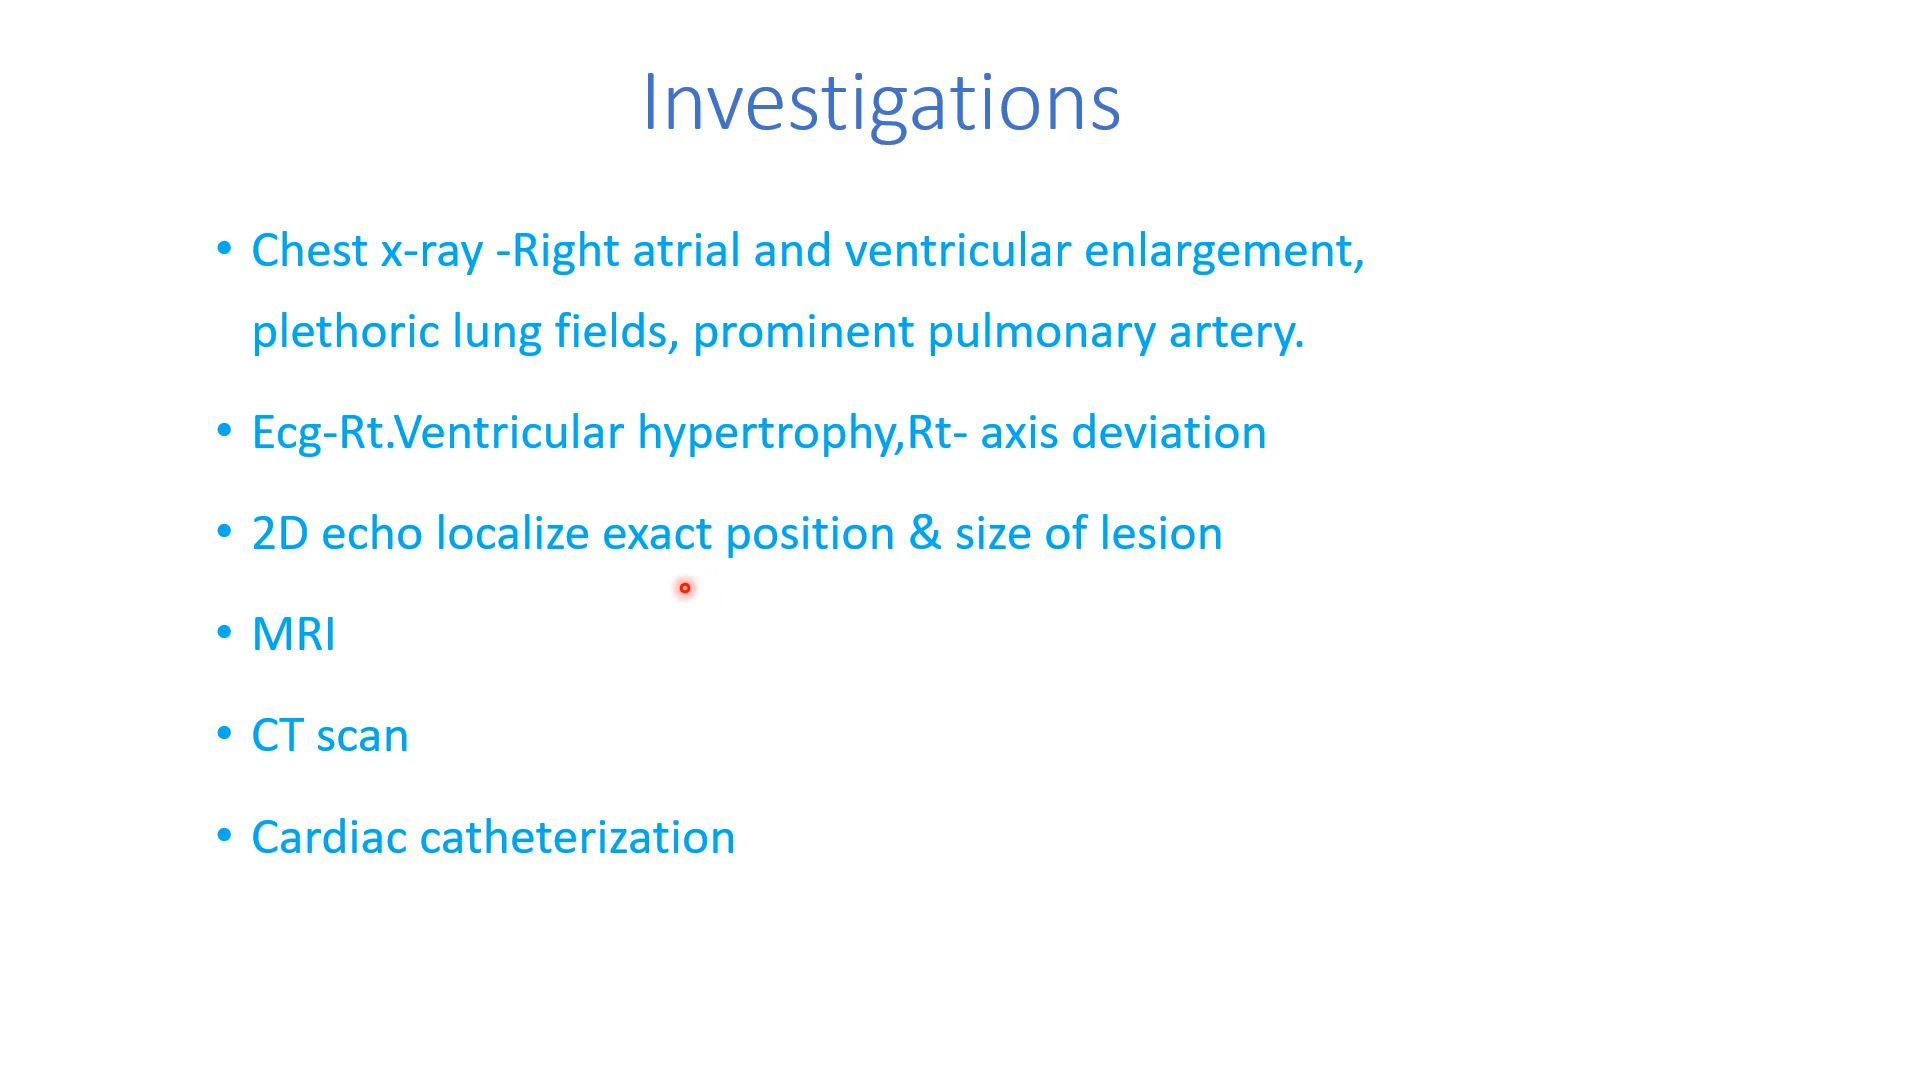 Investigations
• Chest x-ray -Right atrial and ventricular enlargement,
plethoric lung fields, prominent pulmonary artery.
• Ecg-Rt.Ventricular hypertrophy,Rt- axis deviation
• 2D echo localize exact position & size of lesion
• MRI
• CT scan
• Cardiac catheterization